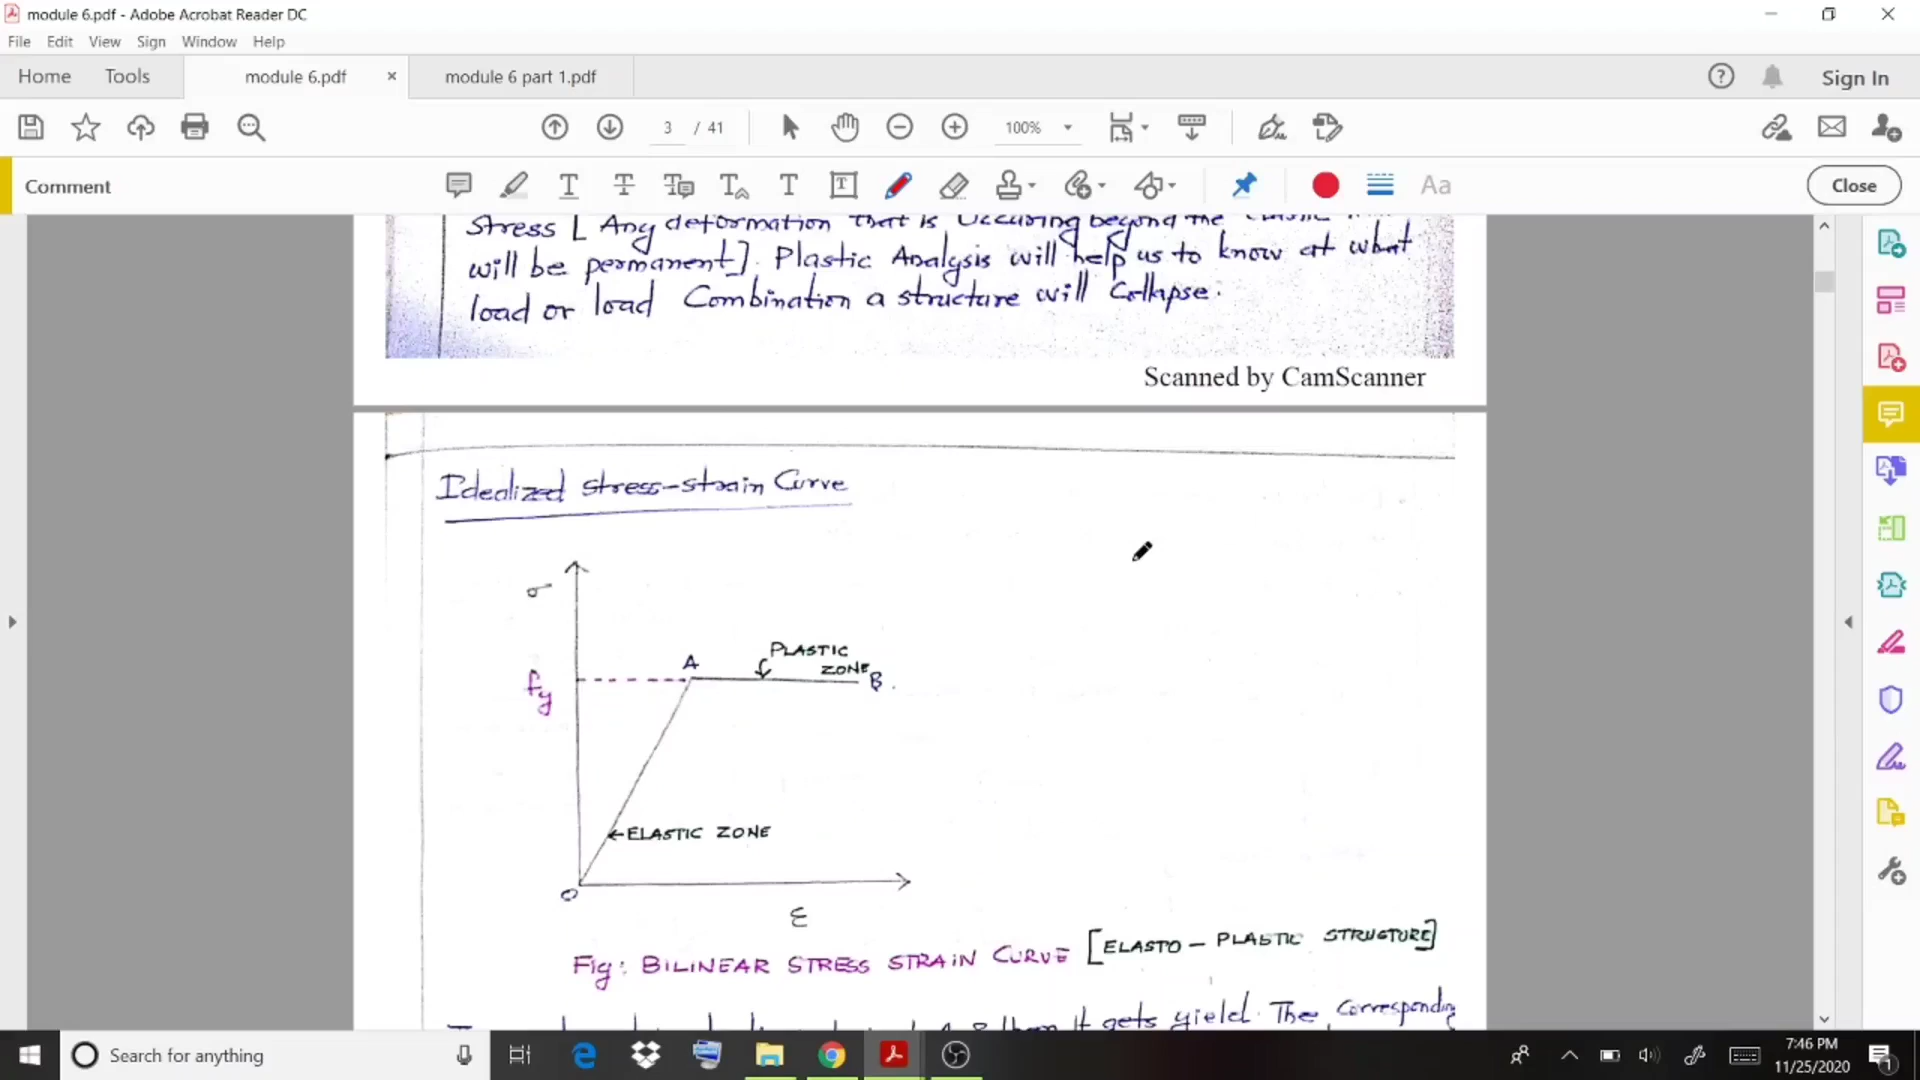 module 6.pdf - Adobe Acrobat Reader DC
File Edit View Sign Window Help
Home Tools module 6.pdf × module 6 part 1.pdf Sign In
3 / 41 100%
Comment Close
Stress [ Any deformation that is occuring beyond the
will be permanent]. Plastic Analysis will help us to know at what
load or load Combination a structure will collapse.
Scanned by CamScanner
Idealized stress-strain Curve
σ
PLASTIC
ZONE
A
B
fy
ELASTIC ZONE
O
ε
Fig: BILINEAR STRESS STRAIN CURVE [ELASTO - PLASTIC STRUCTURE]
it gets yield. The corresponding
Search for anything
7:46 PM
11/25/2020
1